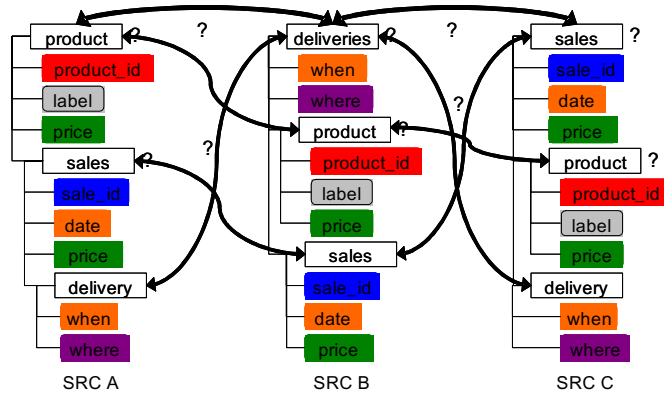 product ? ? deliveries ? ? sales ?
product_id when sale_id
label where date
price ? product ? ? price
sales ? product_id product ?
sale_id label product_id
date price label
price sales price
delivery sale_id delivery
when date when
where price where
SRC A SRC B SRC C